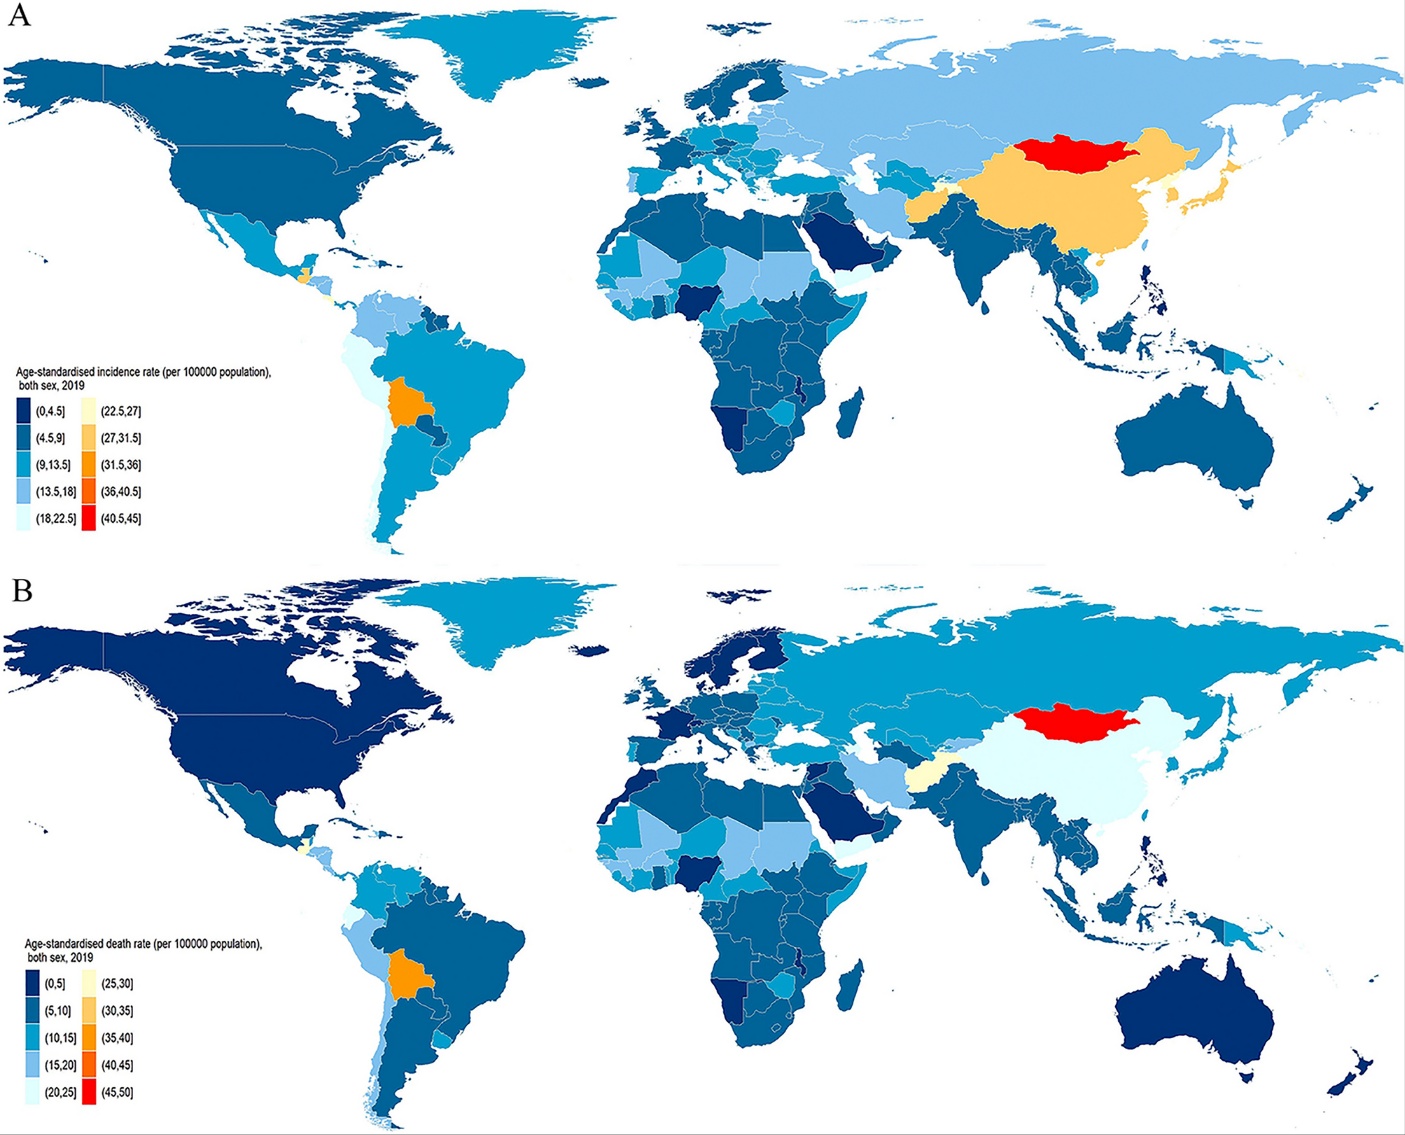 A
Age-standardised incidence rate (per 100000 population),
both sex, 2019
(0,4.5] (22.5,27]
(4.5,9] (27,31.5]
(9,13.5] (31.5,36]
(13.5,18] (36,40.5]
(18,22.5] (40.5,45]
B
Age-standardised death rate (per 100000 population),
both sex, 2019
(0,5] (25,30]
(5,10] (30,35]
(10,15] (35,40]
(15,20] (40,45]
(20,25] (45,50]